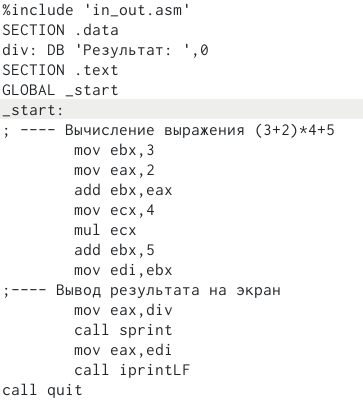 %include 'in_out.asm'
SECTION .data
div: DB 'Результат: ',0
SECTION .text
GLOBAL _start
_start:
; ---- Вычисление выражения (3+2)*4+5
mov ebx,3
mov eax,2
add ebx,eax
mov ecx,4
mul ecx
add ebx,5
mov edi,ebx
;---- Вывод результата на экран
mov eax,div
call sprint
mov eax,edi
call iprintLF
call quit